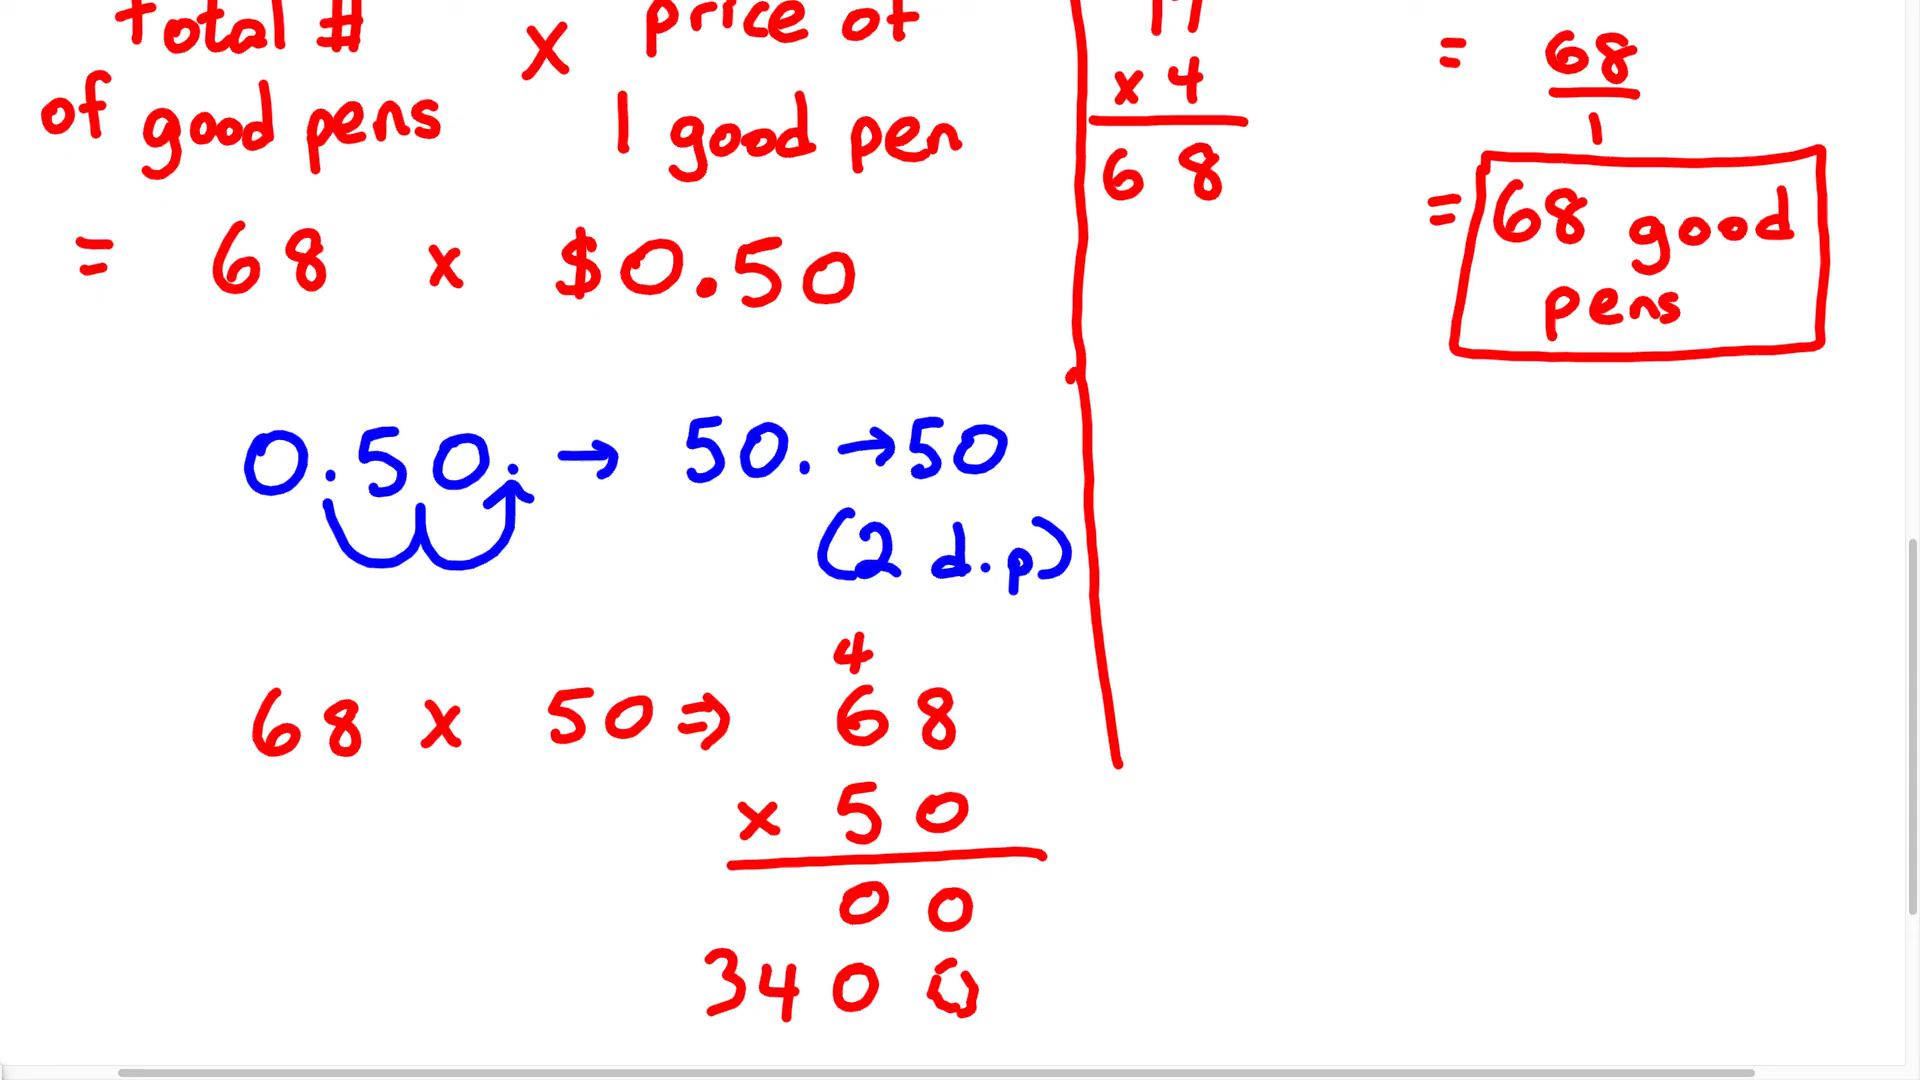 total # x price of
of good pens 1 good pen
= 68 x $0.50
0.50. → 50. → 50
(2 d.p)
4
68 x 50 ⇒ 68
x 50
00
3400
17
x 4
68
= 68
1
= 68 good
pens